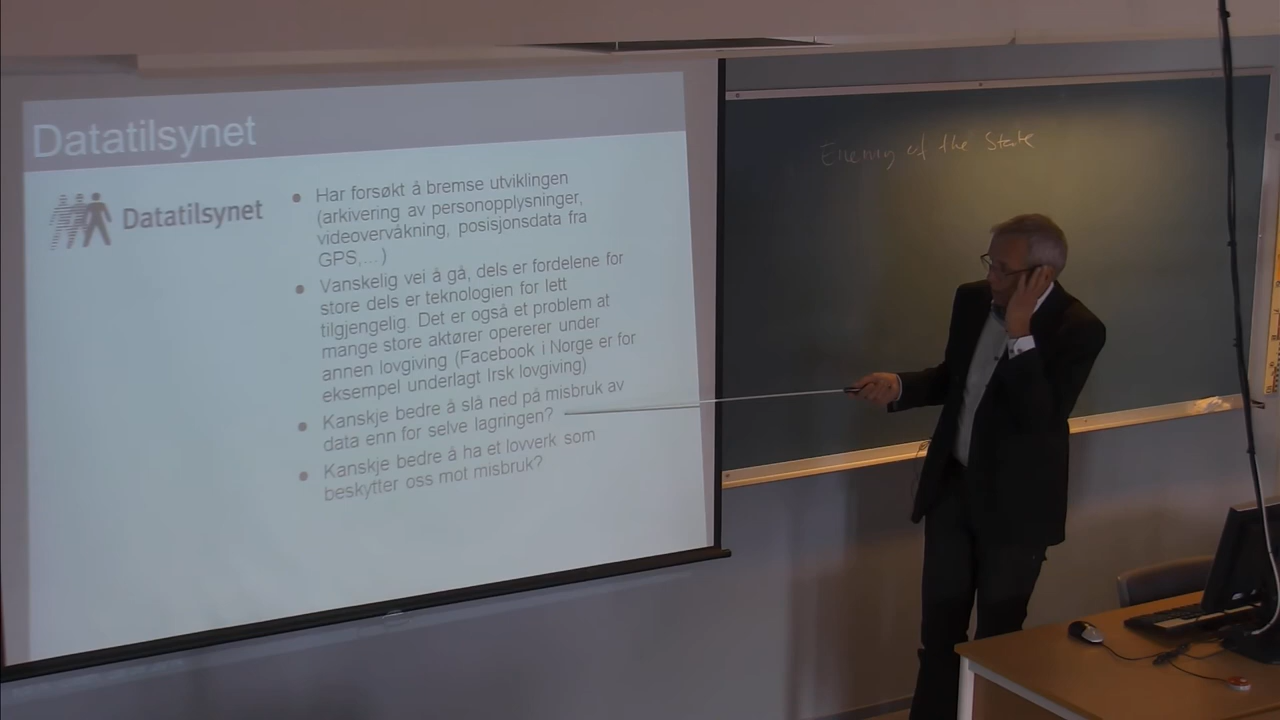 Datatilsynet
Datatilsynet
• Har forsøkt å bremse utviklingen
(arkivering av personopplysninger,
videovervåkning, posisjonsdata fra
GPS,...)
• Vanskelig vei å gå, dels er fordelene for
store dels er teknologien for lett
tilgjengelig. Det er også et problem at
mange store aktører opererer under
annen lovgiving (Facebook i Norge er for
eksempel underlagt Irsk lovgiving)
• Kanskje bedre å slå ned på misbruk av
data enn for selve lagringen?
• Kanskje bedre å ha et lovverk som
beskytter oss mot misbruk?
Enemy of the State